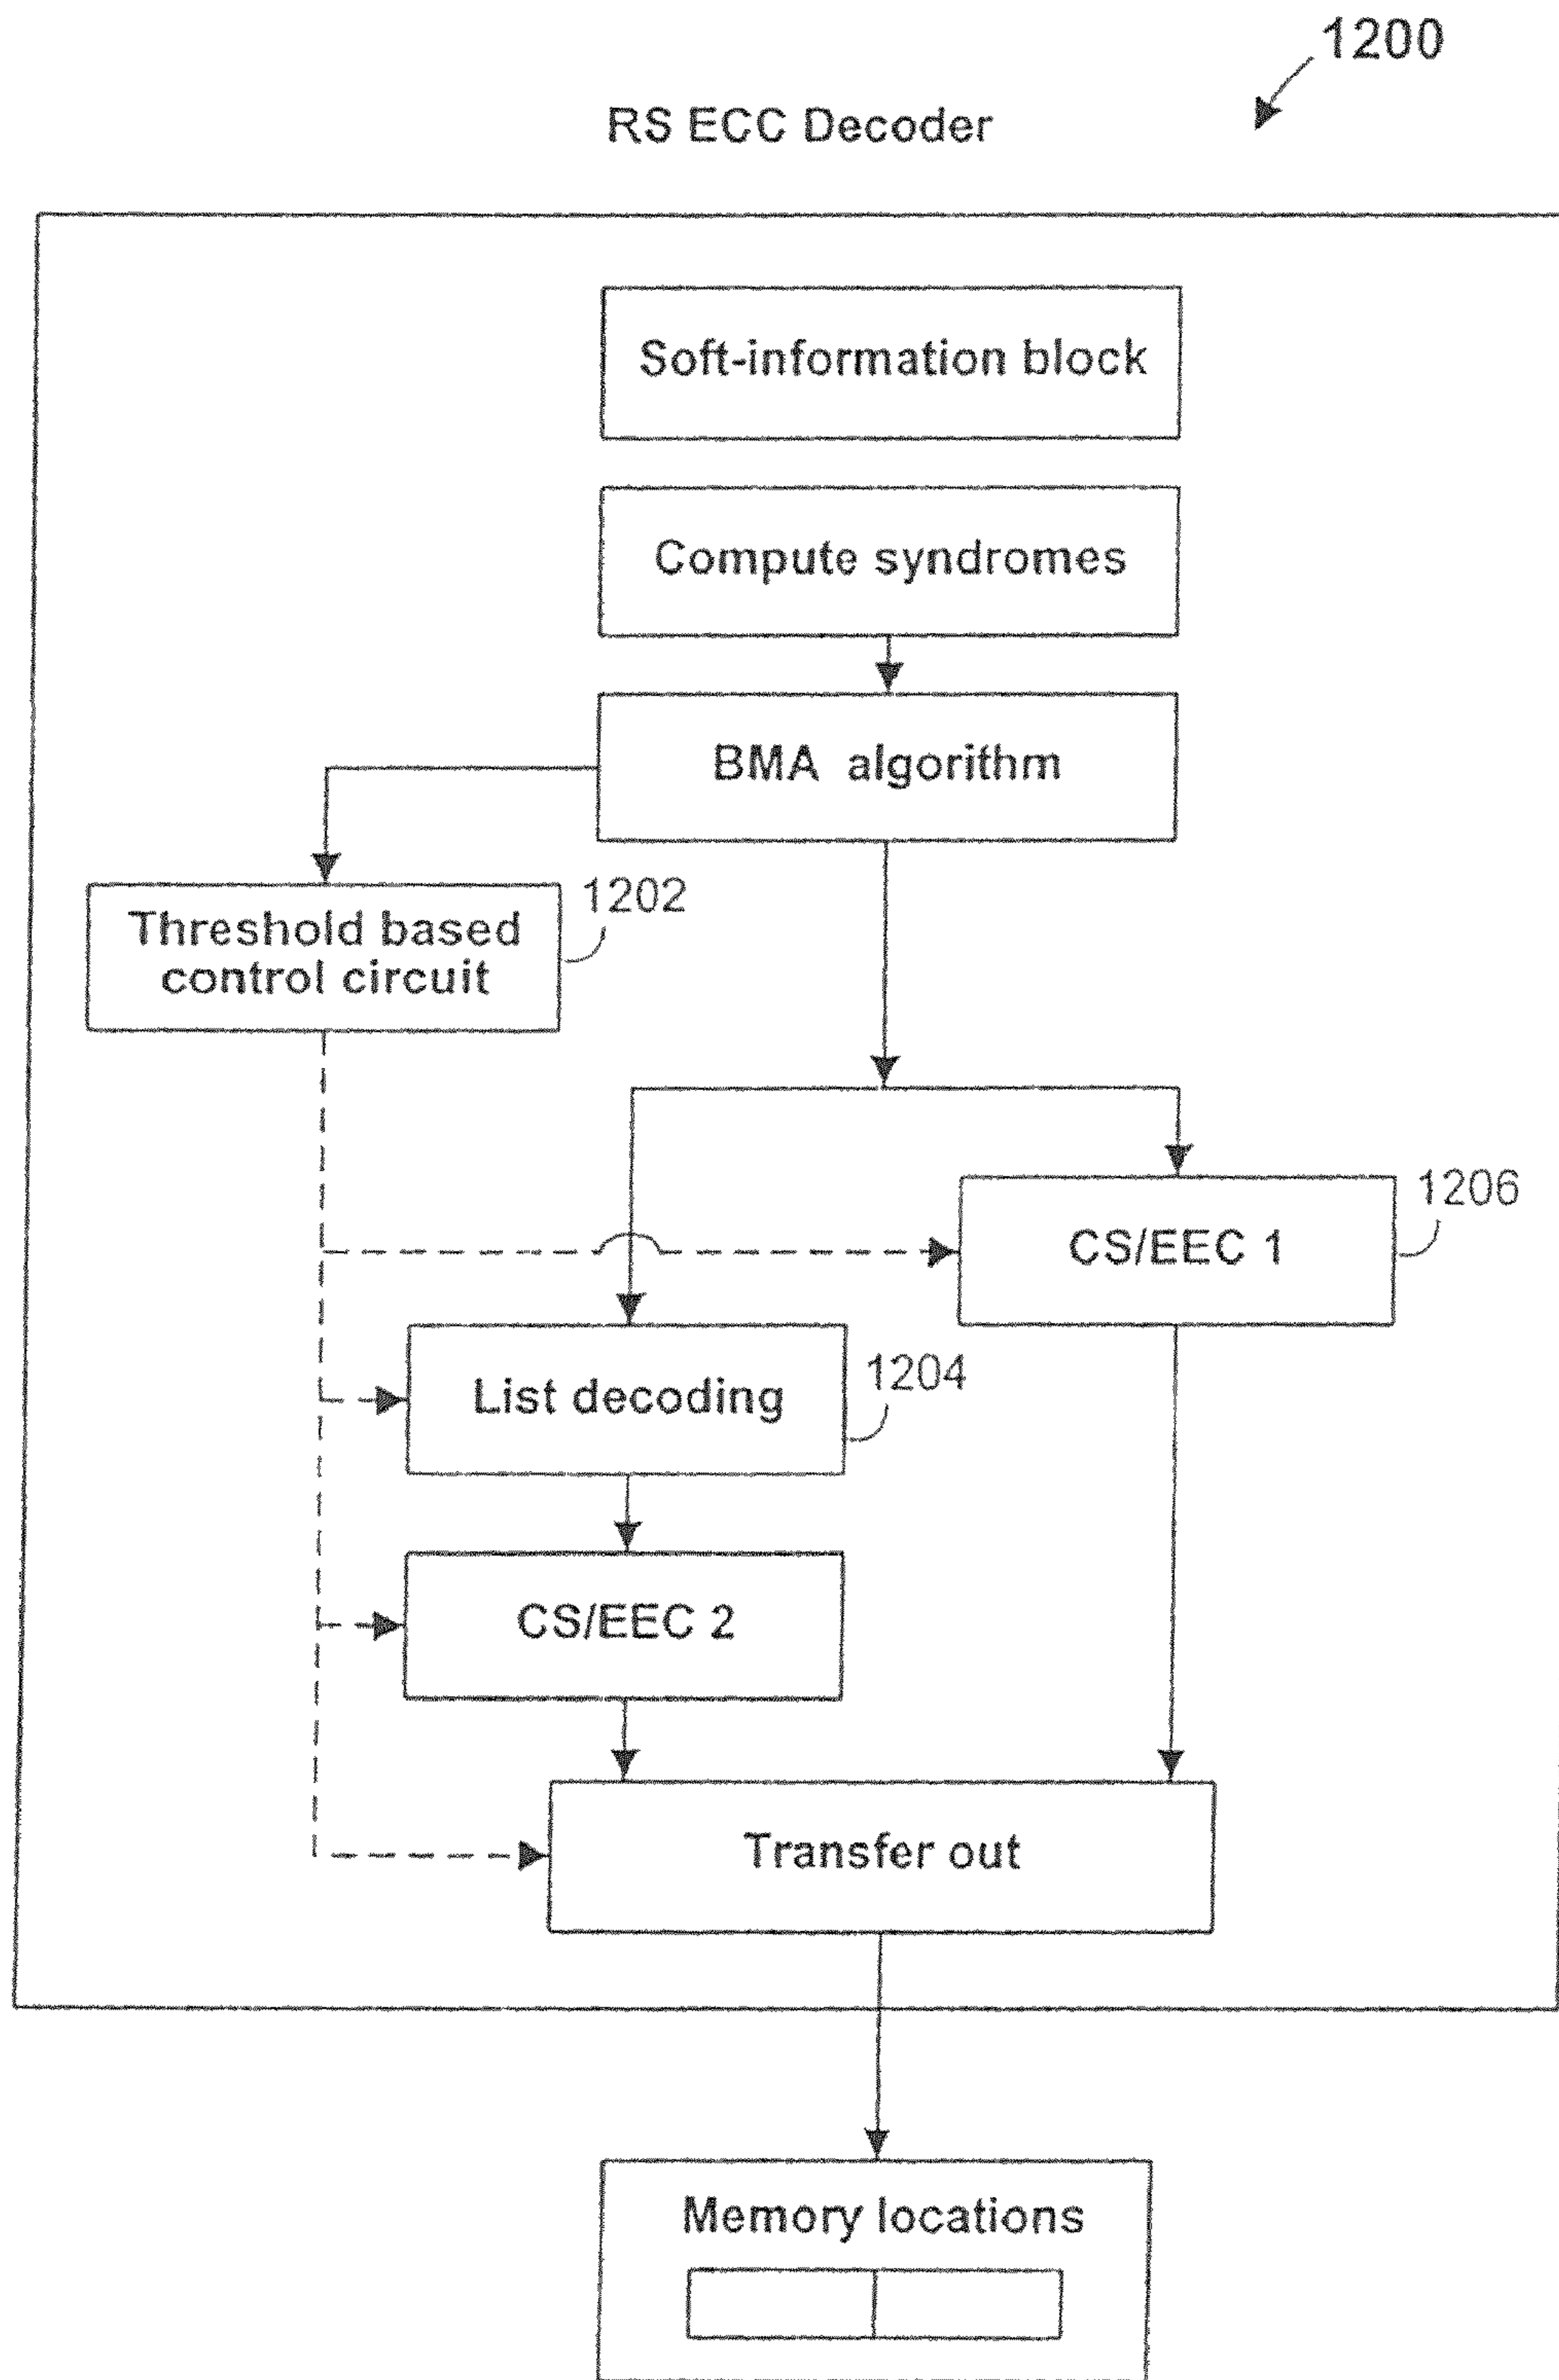 1200
RS ECC Decoder
Soft-information block
Compute syndromes
BMA algorithm
Threshold based
control circuit
1202
CS/EEC 1
1206
List decoding
1204
CS/EEC 2
Transfer out
Memory locations